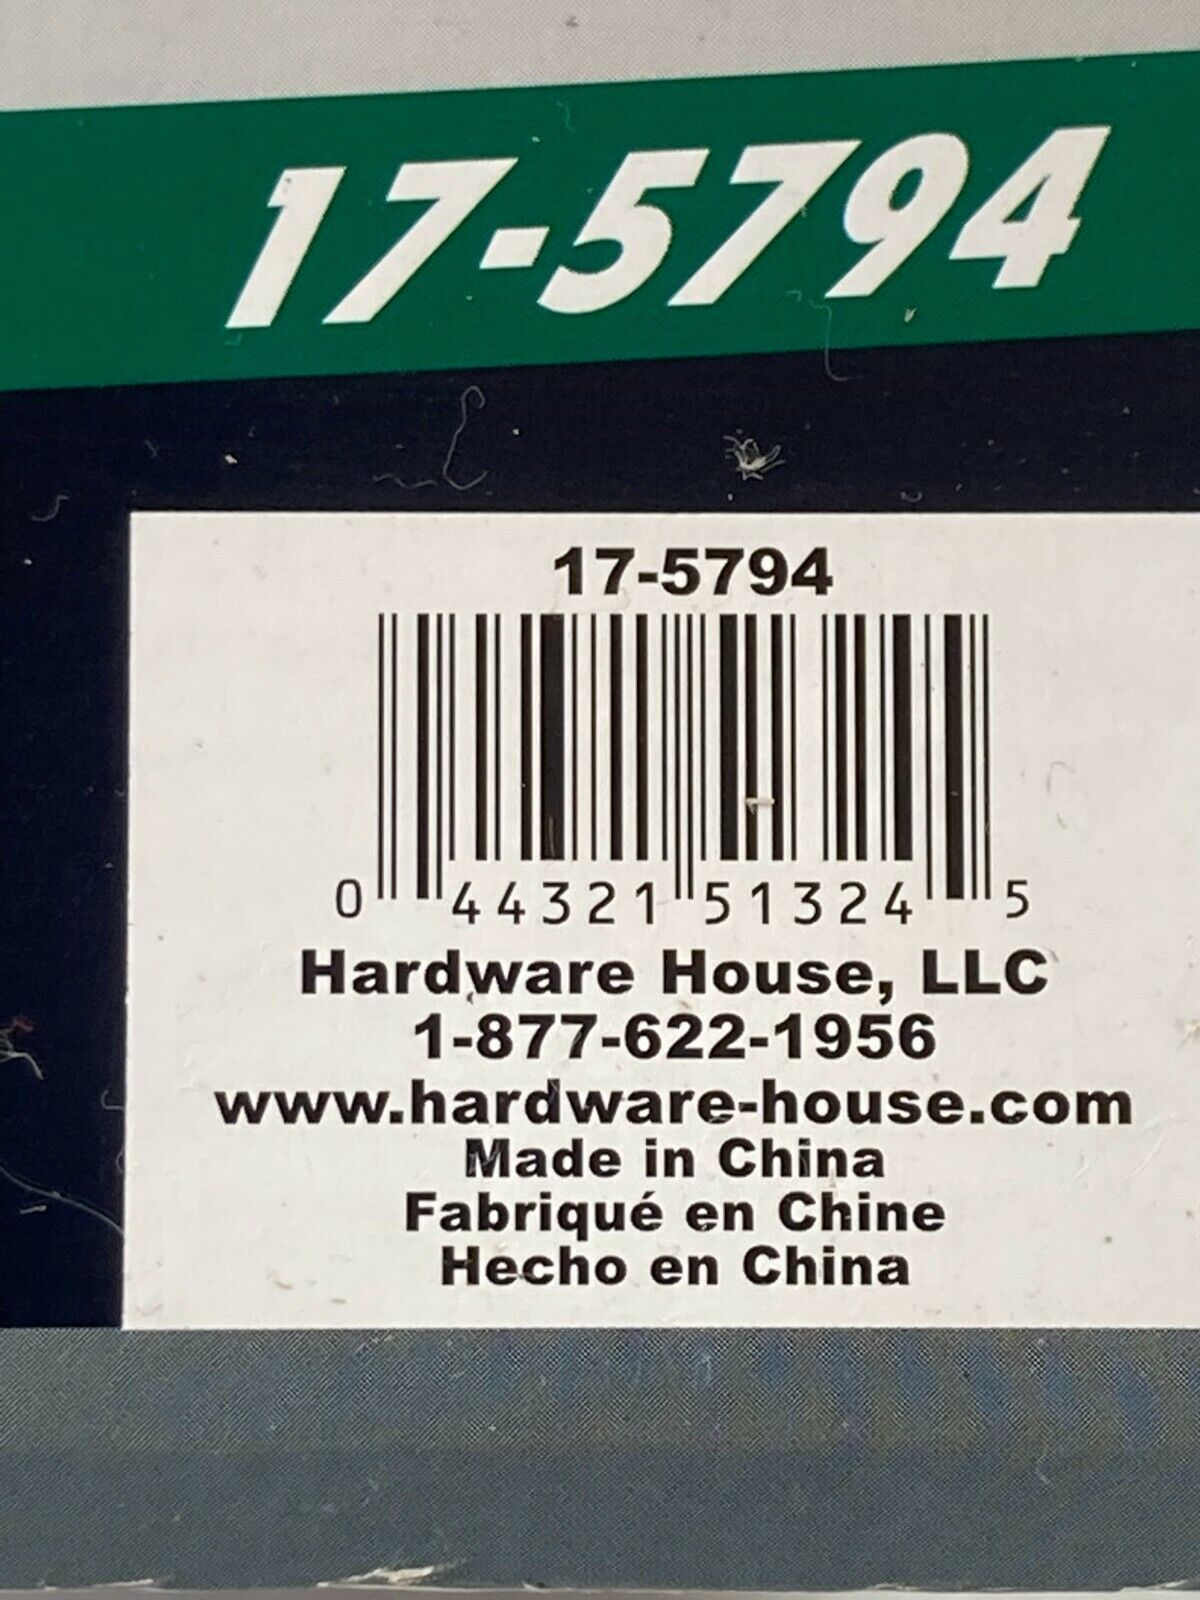 17-5794
17-5794
0 44321 51324 5
Hardware House, LLC
1-877-622-1956
www.hardware-house.com
Made in China
Fabriqué en Chine
Hecho en China